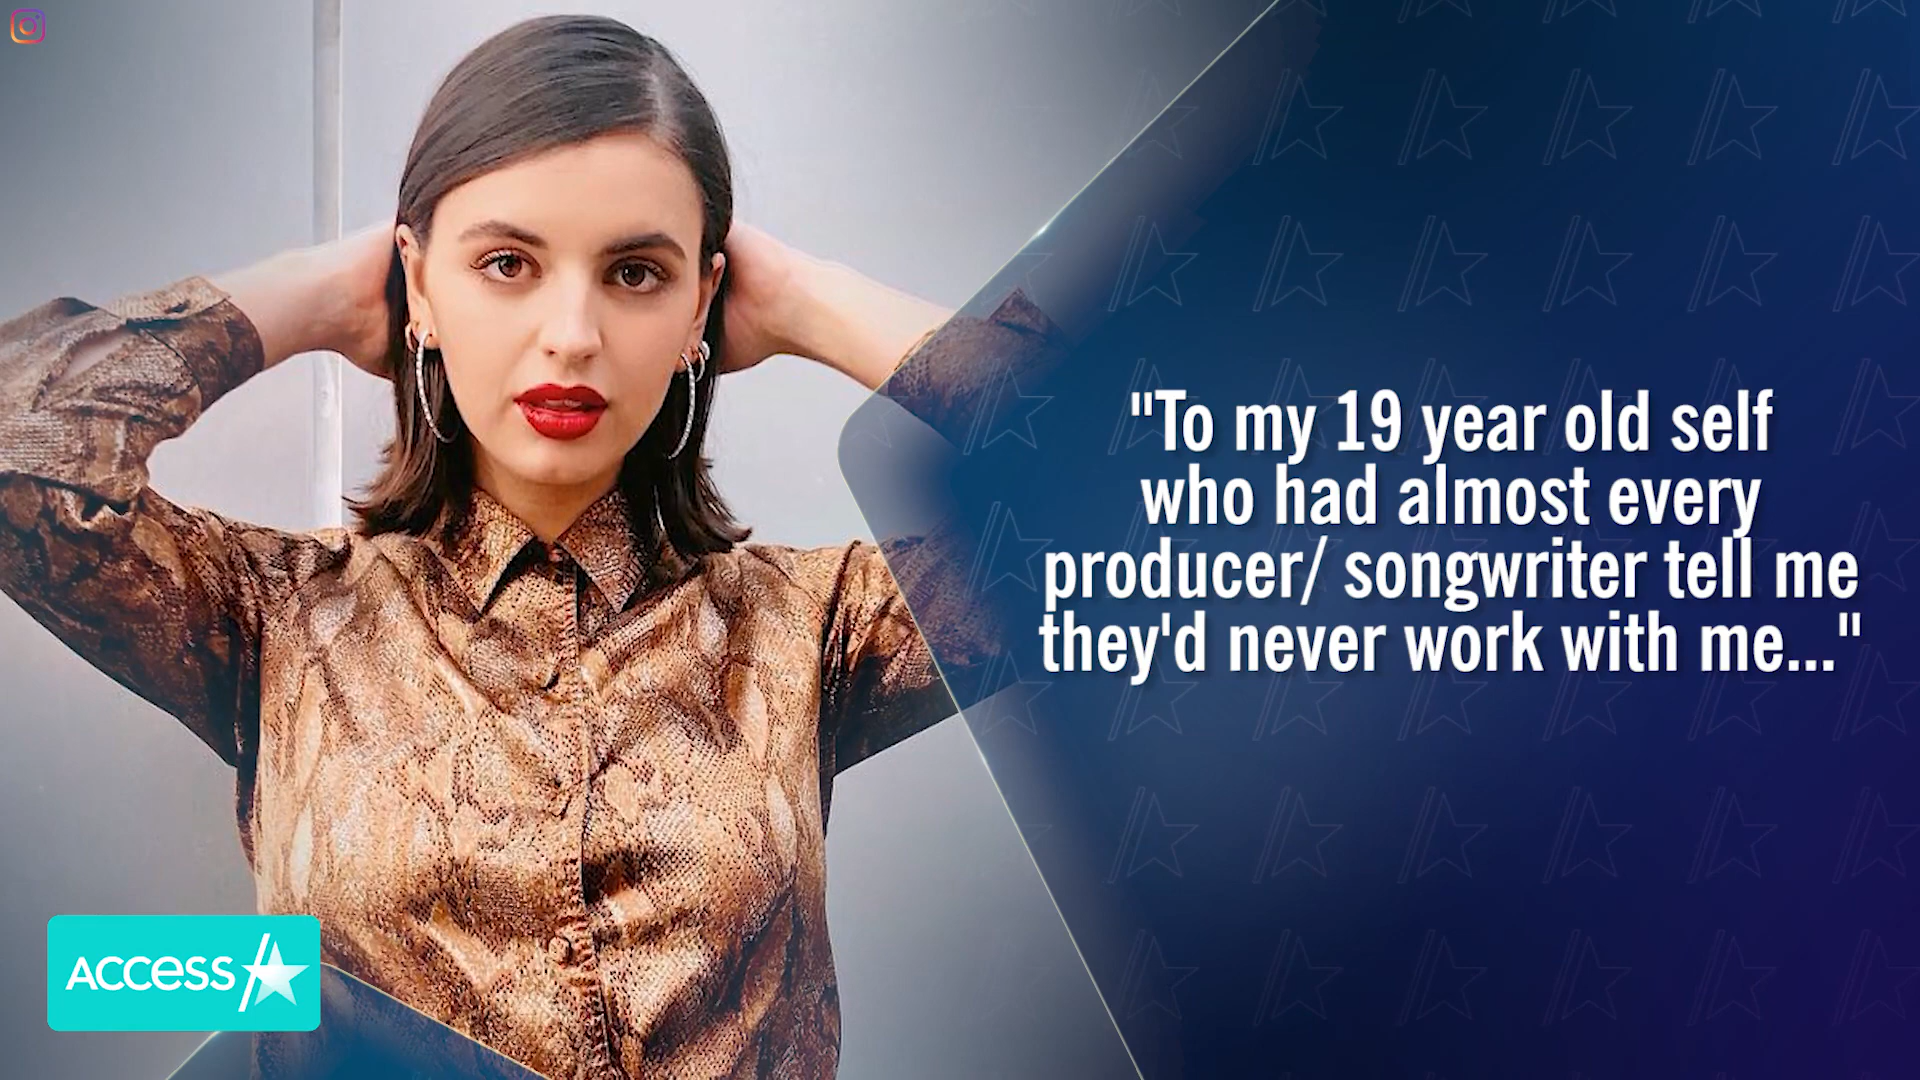 "To my 19 year old self
who had almost every
producer/ songwriter tell me
they'd never work with me..."
ACCESS